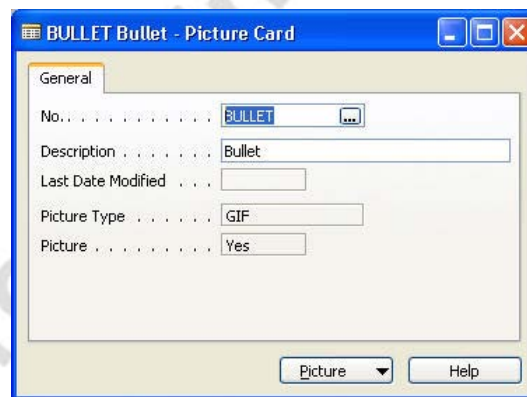 BULLET Bullet - Picture Card
General
No.. . . . . . . . . . . . BULLET ...
Description . . . . . . . Bullet
Last Date Modified . . .
Picture Type . . . . . . GIF
Picture . . . . . . . . . Yes
Picture Help